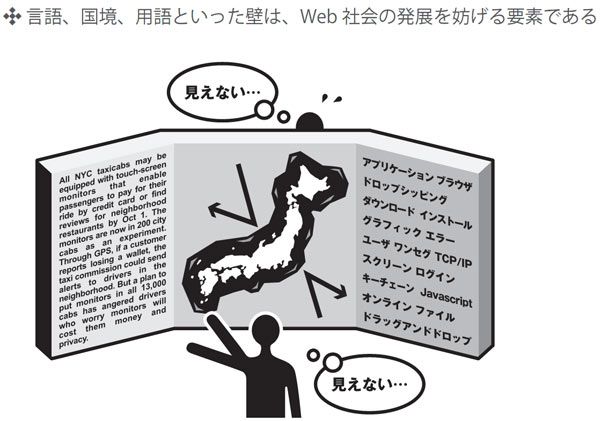 言語、国境、用語といった壁は、Web 社会の発展を妨げる要素である
見えない…
All NYC taxicabs may be
equipped with touch-screen
monitors that enable
passengers to pay for their
ride by credit card or find
reviews for neighborhood
restaurants by Oct 1. The
monitors are now in 200 city
cabs as an experiment.
Through GPS, if a customer
reports losing a wallet, the
taxi commission could send
alerts to drivers in the
neighborhood. But a plan to
put monitors in all 13,000
cabs has angered drivers
who worry monitors will
cost them money and
privacy.
アプリケーション ブラウザ
ドロップシッピング
ダウンロード インストール
グラフィック エラー
ユーザ ワンセグ TCP/IP
スクリーン ログイン
キーチェーン Javascript
オンライン ファイル
ドラッグアンドドロップ
見えない…